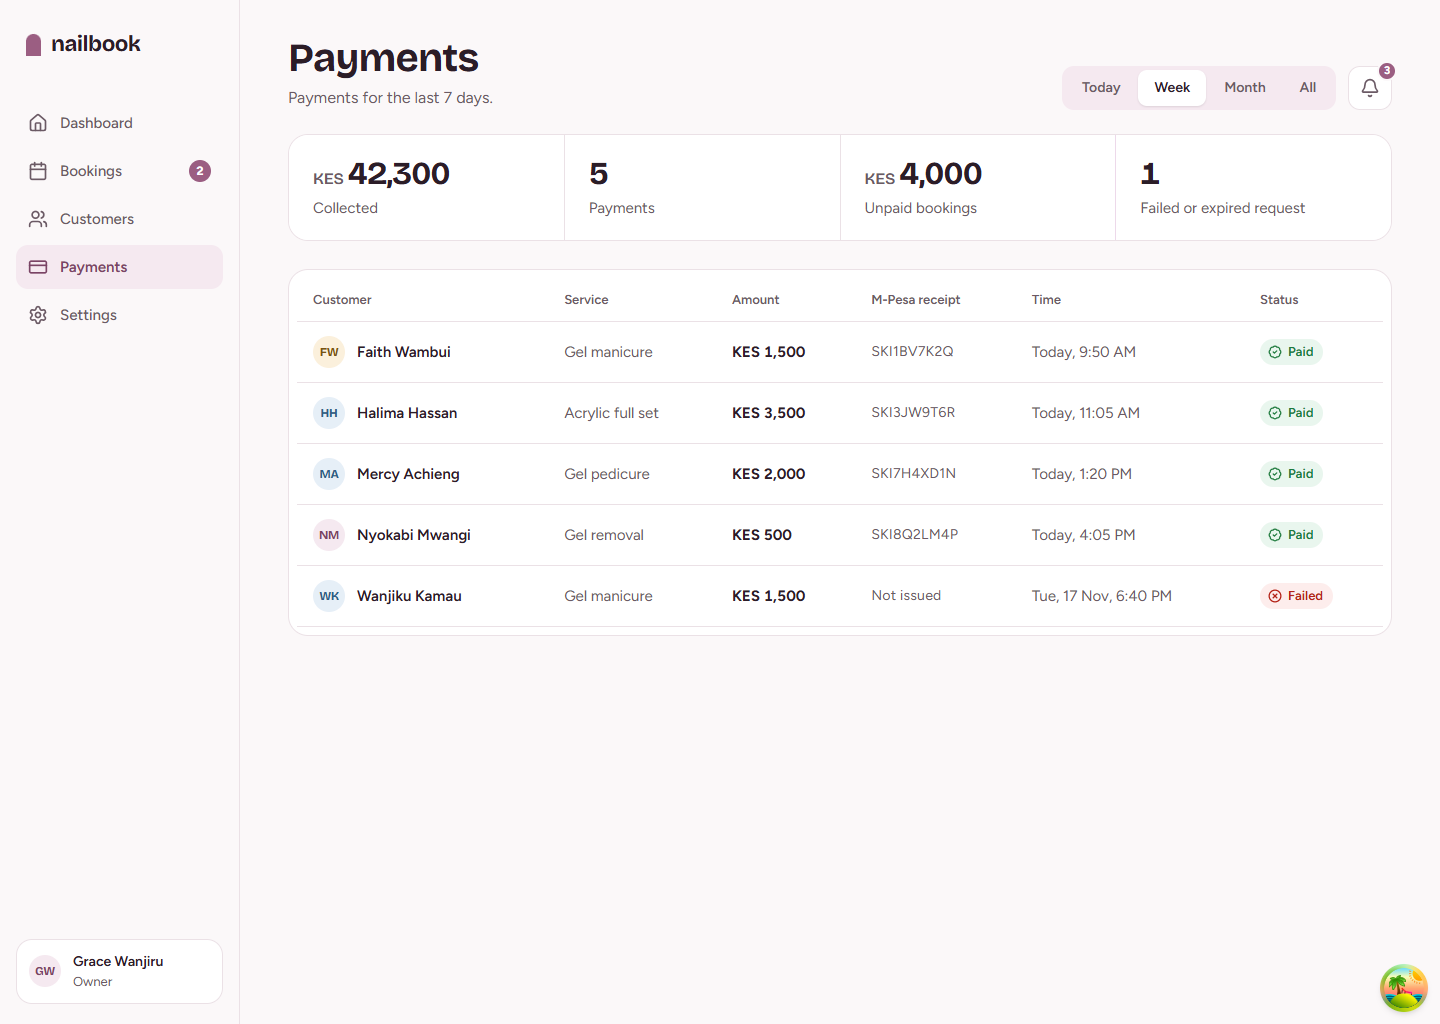 nailbook
Dashboard
Bookings 2
Customers
Payments
Settings
Grace Wanjiru
GW
Owner
Payments
Payments for the last 7 days.
Today Week Month All 3
KES 42,300
Collected
5
Payments
KES 4,000
Unpaid bookings
1
Failed or expired request
Customer Service Amount M-Pesa receipt Time Status
FW Faith Wambui Gel manicure KES 1,500 SKI1BV7K2Q Today, 9:50 AM Paid
HH Halima Hassan Acrylic full set KES 3,500 SKI3JW9T6R Today, 11:05 AM Paid
MA Mercy Achieng Gel pedicure KES 2,000 SKI7H4XD1N Today, 1:20 PM Paid
NM Nyokabi Mwangi Gel removal KES 500 SKI8Q2LM4P Today, 4:05 PM Paid
WK Wanjiku Kamau Gel manicure KES 1,500 Not issued Tue, 17 Nov, 6:40 PM Failed